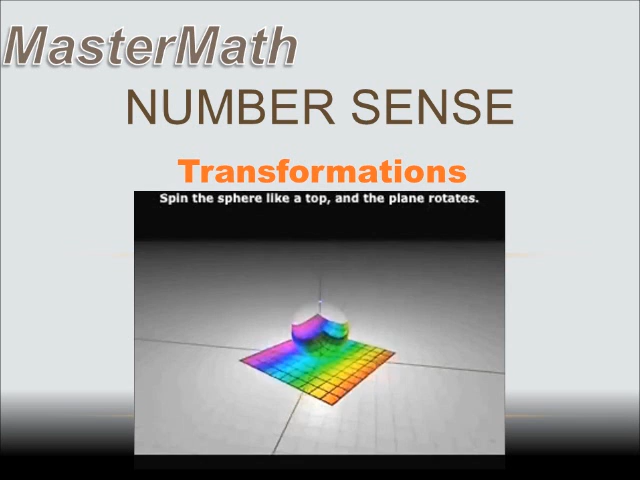 MasterMath
NUMBER SENSE
Transformations
Spin the sphere like a top, and the plane rotates.